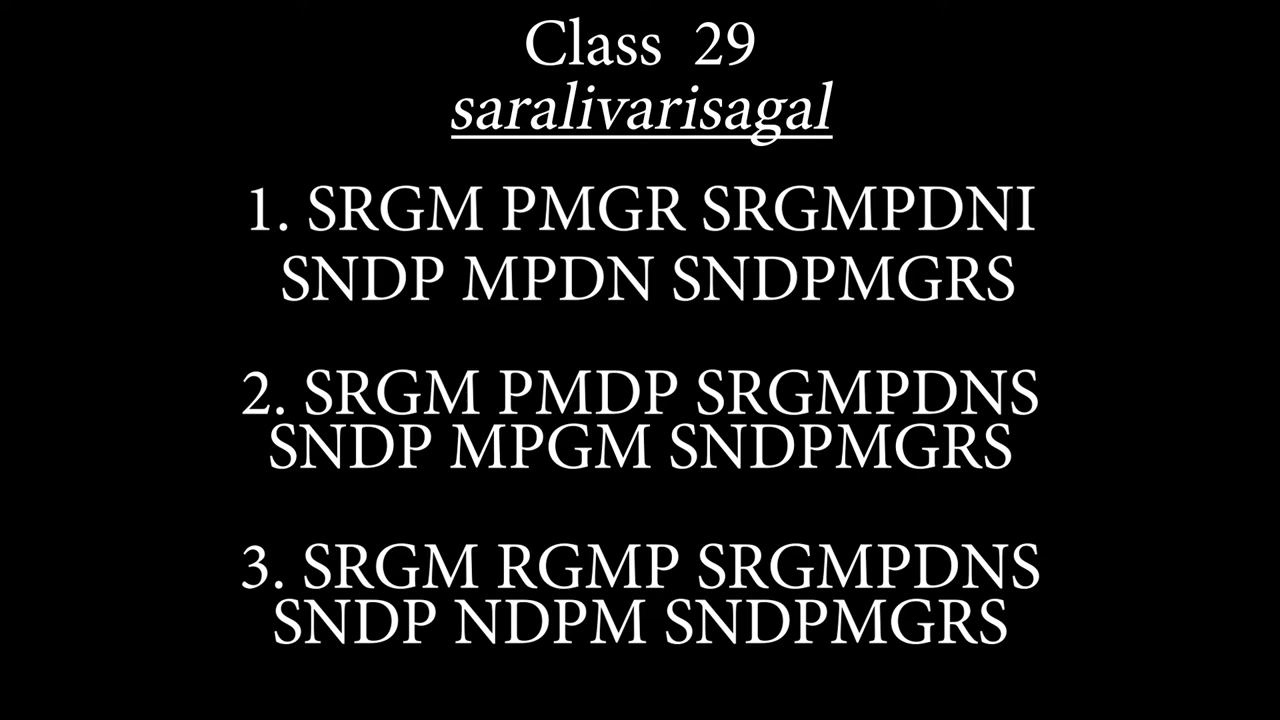 Class 29
saralivarisagal
1. SRGM PMGR SRGMPDNI
SNDP MPDN SNDPMGRS
2. SRGM PMDP SRGMPDNS
SNDP MPGM SNDPMGRS
3. SRGM RGMP SRGMPDNS
SNDP NDPM SNDPMGRS